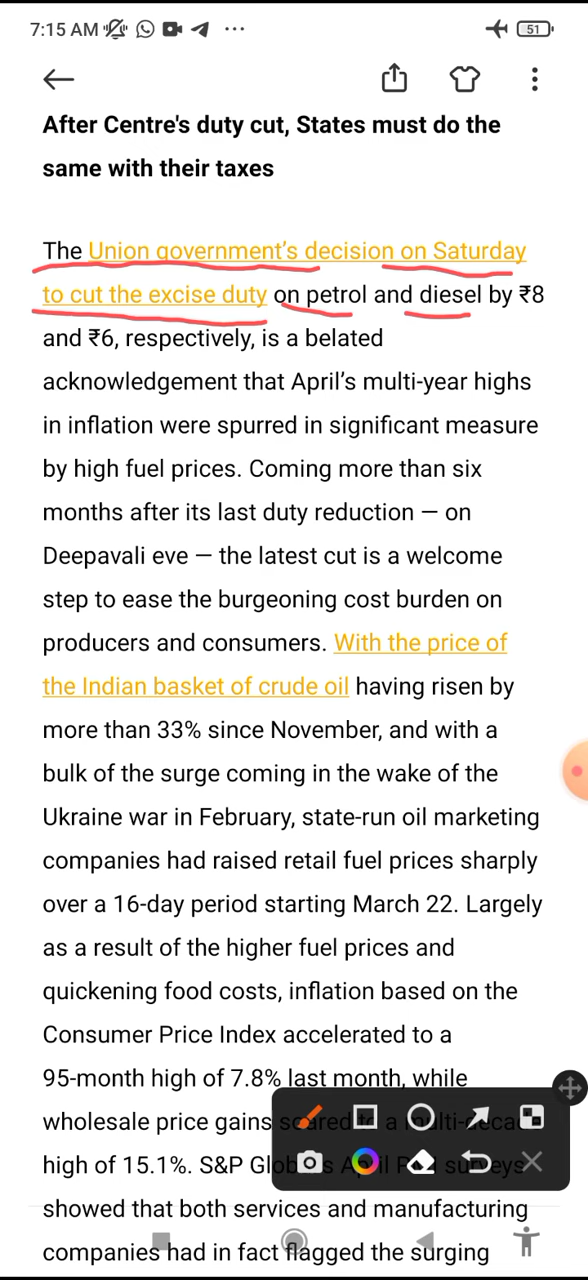 7:15 AM
51
After Centre's duty cut, States must do the
same with their taxes
The Union government's decision on Saturday
to cut the excise duty on petrol and diesel by ₹8
and ₹6, respectively, is a belated
acknowledgement that April's multi-year highs
in inflation were spurred in significant measure
by high fuel prices. Coming more than six
months after its last duty reduction — on
Deepavali eve — the latest cut is a welcome
step to ease the burgeoning cost burden on
producers and consumers. With the price of
the Indian basket of crude oil having risen by
more than 33% since November, and with a
bulk of the surge coming in the wake of the
Ukraine war in February, state-run oil marketing
companies had raised retail fuel prices sharply
over a 16-day period starting March 22. Largely
as a result of the higher fuel prices and
quickening food costs, inflation based on the
Consumer Price Index accelerated to a
95-month high of 7.8% last month, while
wholesale price gains soared to a multi-decade
high of 15.1%. S&P Global's April PMI surveys
showed that both services and manufacturing
companies had in fact flagged the surging